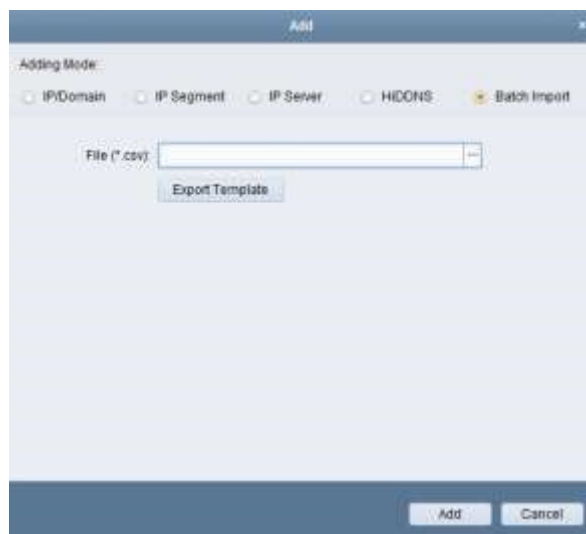 Add
Adding Mode:
IP/Domain IP Segment IP Server HiDDNS Batch Import
File (*.csv):
Export Template
Add Cancel